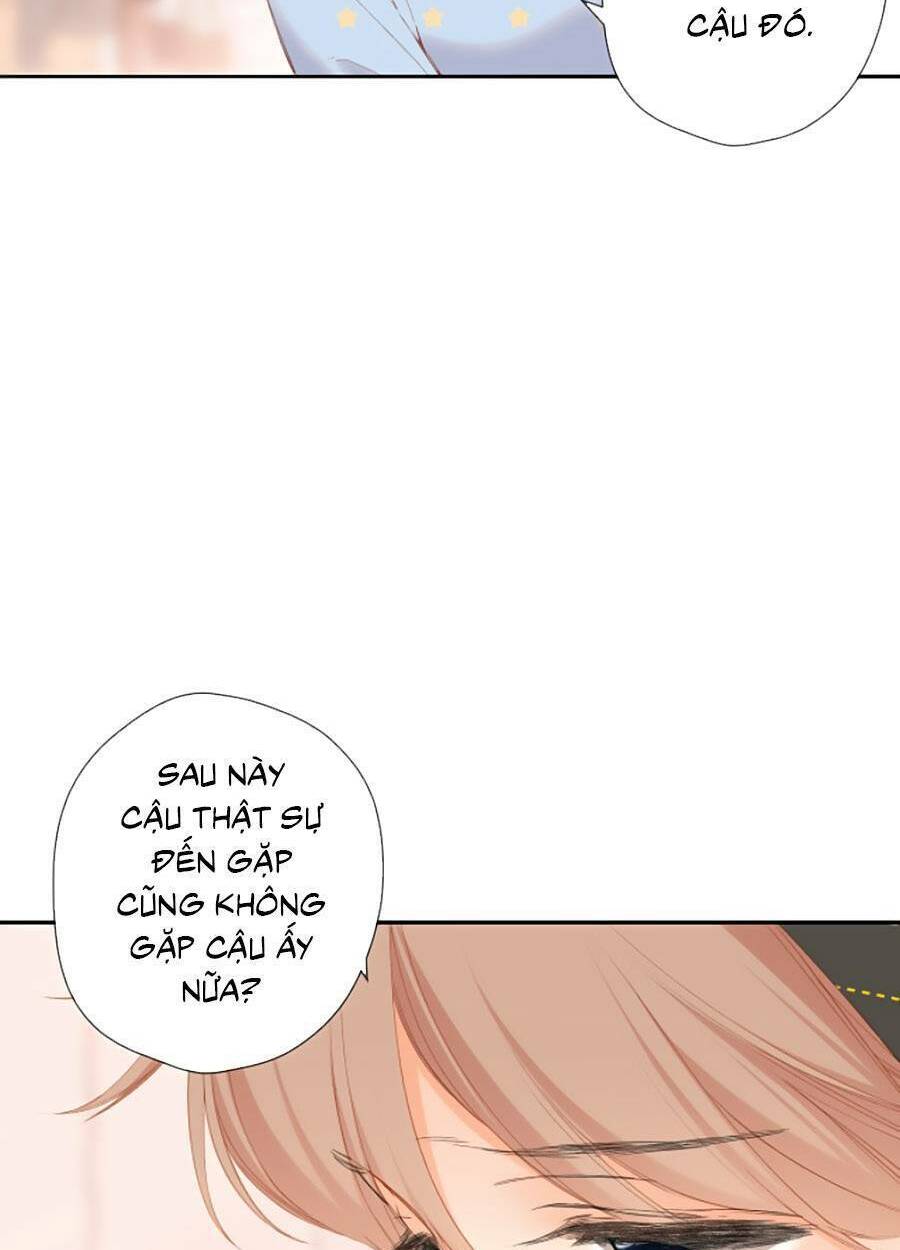 CẬU ĐÓ.
SAU NÀY
CẬU THẬT SỰ
ĐẾN GẶP
CŨNG KHÔNG
GẶP CẬU ẤY
NỮA?